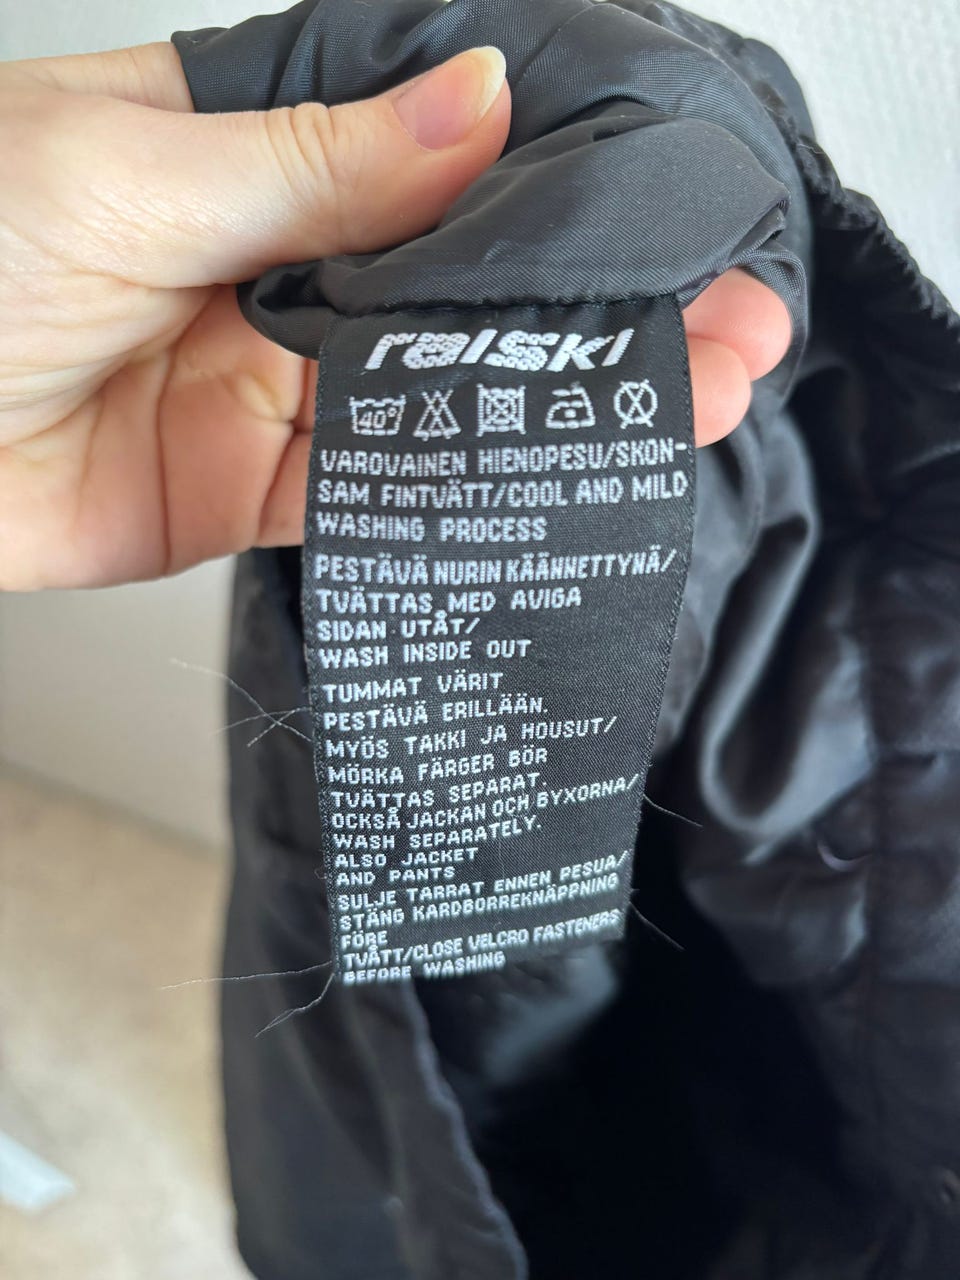 raiski
40°
VAROVAINEN HIENOPESU/SKON-
SAM FINTVÄTT/COOL AND MILD
WASHING PROCESS
PESTÄVÄ NURIN KÄÄNNETTYNÄ/
TVÄTTAS MED AVIGA
SIDAN UTÅT/
WASH INSIDE OUT
TUMMAT VÄRIT
PESTÄVÄ ERILLÄÄN.
MYÖS TAKKI JA HOUSUT/
MÖRKA FÄRGER BÖR
TVÄTTAS SEPARAT.
OCKSÅ JACKAN OCH BYXORNA/
WASH SEPARATELY.
ALSO JACKET
AND PANTS
SULJE TARRAT ENNEN PESUA/
STÄNG KARDBORREKNÄPPNING
FÖRE
TVÄTT/CLOSE VELCRO FASTENERS
BEFORE WASHING